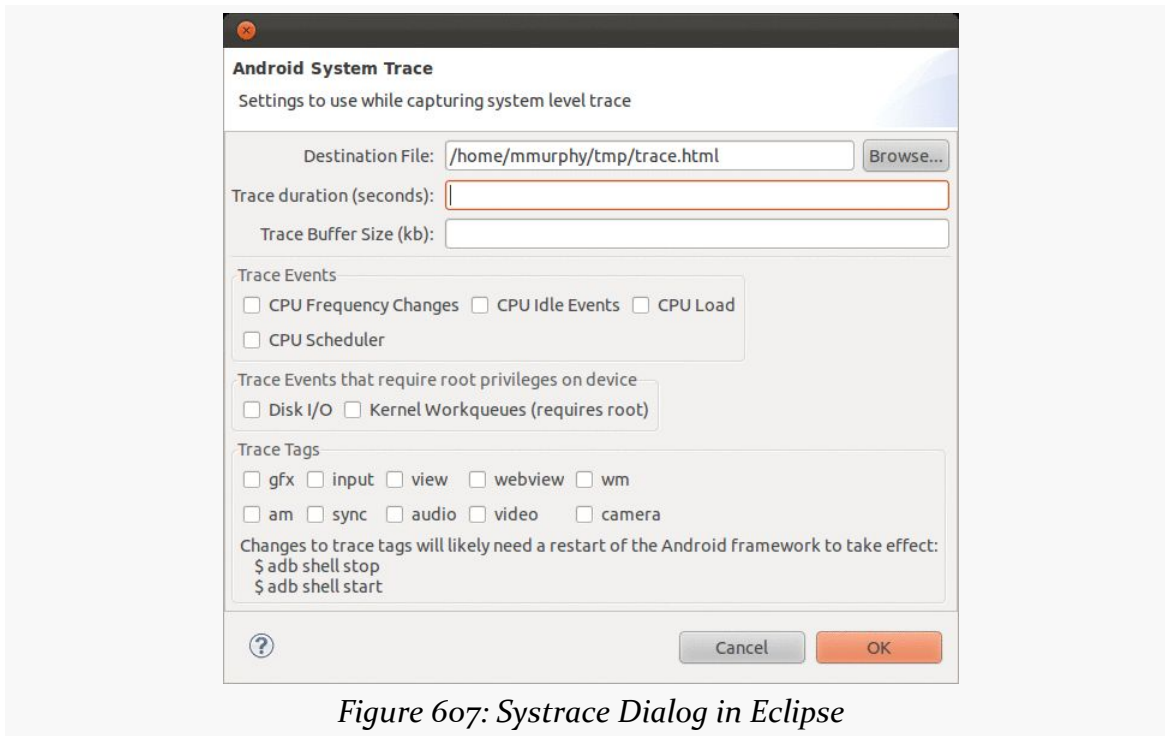 Android System Trace
Settings to use while capturing system level trace
Destination File: /home/mmurphy/tmp/trace.html Browse...
Trace duration (seconds):
Trace Buffer Size (kb):
Trace Events
CPU Frequency Changes CPU Idle Events CPU Load
CPU Scheduler
Trace Events that require root privileges on device
Disk I/O Kernel Workqueues (requires root)
Trace Tags
gfx input view webview wm
am sync audio video camera
Changes to trace tags will likely need a restart of the Android framework to take effect:
$ adb shell stop
$ adb shell start
? Cancel OK
Figure 607: Systrace Dialog in Eclipse